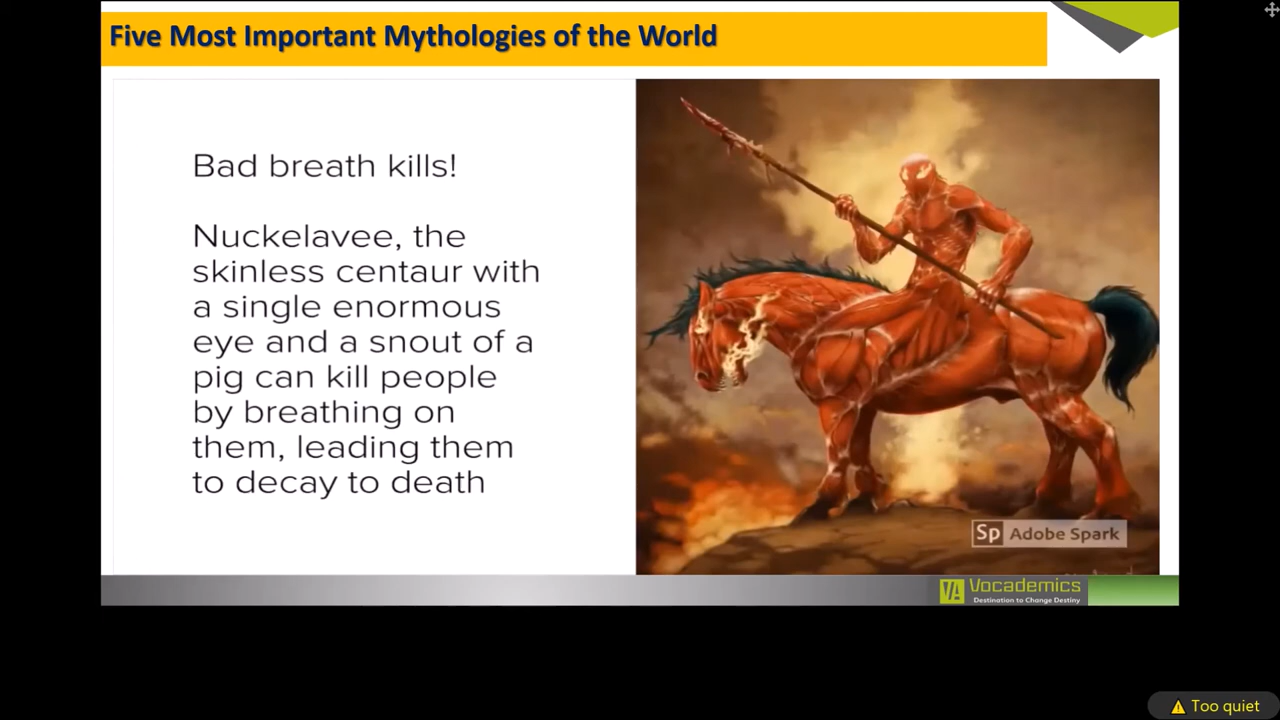 Five Most Important Mythologies of the World
Bad breath kills!
Nuckelavee, the
skinless centaur with
a single enormous
eye and a snout of a
pig can kill people
by breathing on
them, leading them
to decay to death
Sp Adobe Spark
VA Vocademics
Destination to Change Destiny
Too quiet